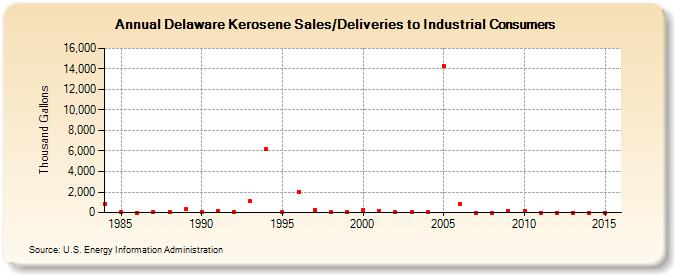 Annual Delaware Kerosene Sales/Deliveries to Industrial Consumers
Thousand Gallons
16,000
14,000
12,000
10,000
8,000
6,000
4,000
2,000
0
1985 1990 1995 2000 2005 2010 2015
Source: U.S. Energy Information Administration